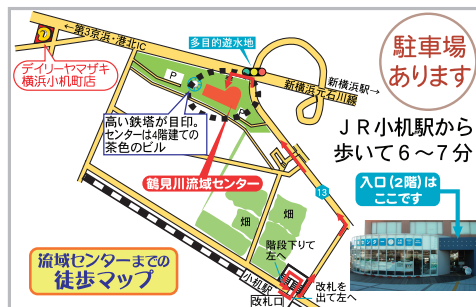 ←第3京浜・港北IC
多目的遊水地
新横浜駅→
新横浜元石川線
駐車場
あります
デイリーヤマザキ
横浜小机町店
P
P
高い鉄塔が目印。
センターは4階建ての
茶色のビル
JR小机駅から
歩いて6〜7分
鶴見川流域センター
13
入口(2階)は
ここです
畑
畑
階段下りて
左へ
流域センターまでの
徒歩マップ
小机駅
改札口
改札を
出て左へ